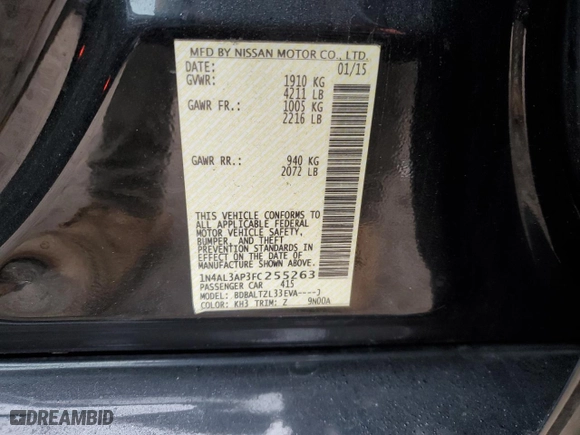 MFD BY NISSAN MOTOR CO., LTD.
DATE: 01/15
GVWR: 1910 KG
4211 LB
GAWR FR: 1005 KG
2216 LB
GAWR RR: 940 KG
2072 LB
THIS VEHICLE CONFORMS TO
ALL APPLICABLE FEDERAL
MOTOR VEHICLE SAFETY,
BUMPER, AND THEFT
PREVENTION STANDARDS IN
EFFECT ON THE DATE OF
MANUFACTURE SHOWN ABOVE.
1N4AL3AP3FC255263
PASSENGER CAR 415
MODEL: BDBALTZL33EVA----J
COLOR: KH3 TRIM: Z 9N00A
DREAMBID